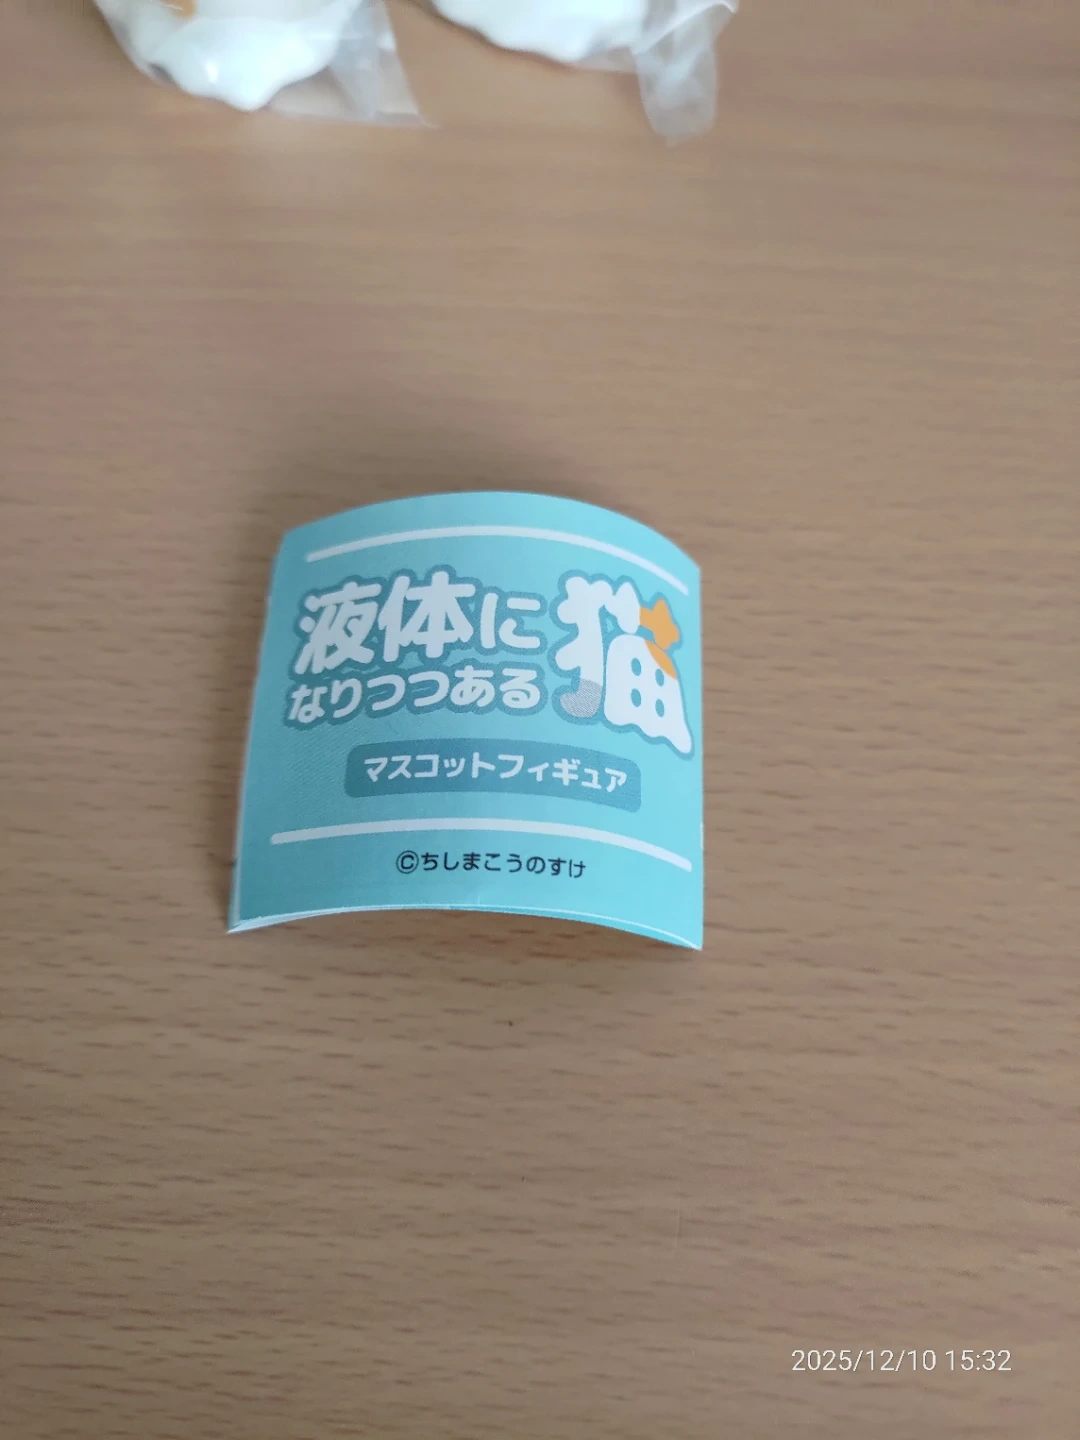 液体に
なりつつある
猫
マスコットフィギュア
©ちしまこうのすけ
2025/12/10 15:32